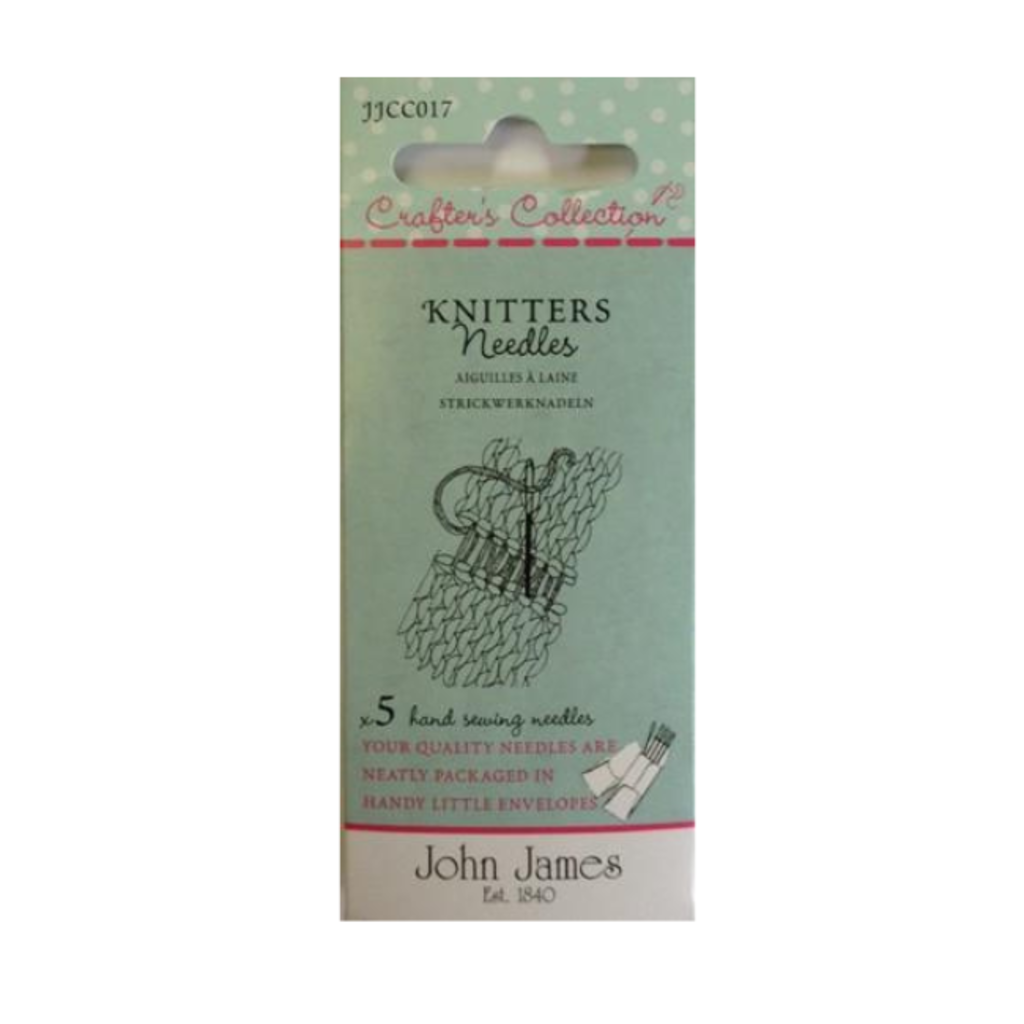 JJCC017
Crafter's Collection
KNITTERS
Needles
AIGUILLES À LAINE
STRICKWERKNADELN
x5 hand sewing needles
YOUR QUALITY NEEDLES ARE
NEATLY PACKAGED IN
HANDY LITTLE ENVELOPES
John James
Est. 1840